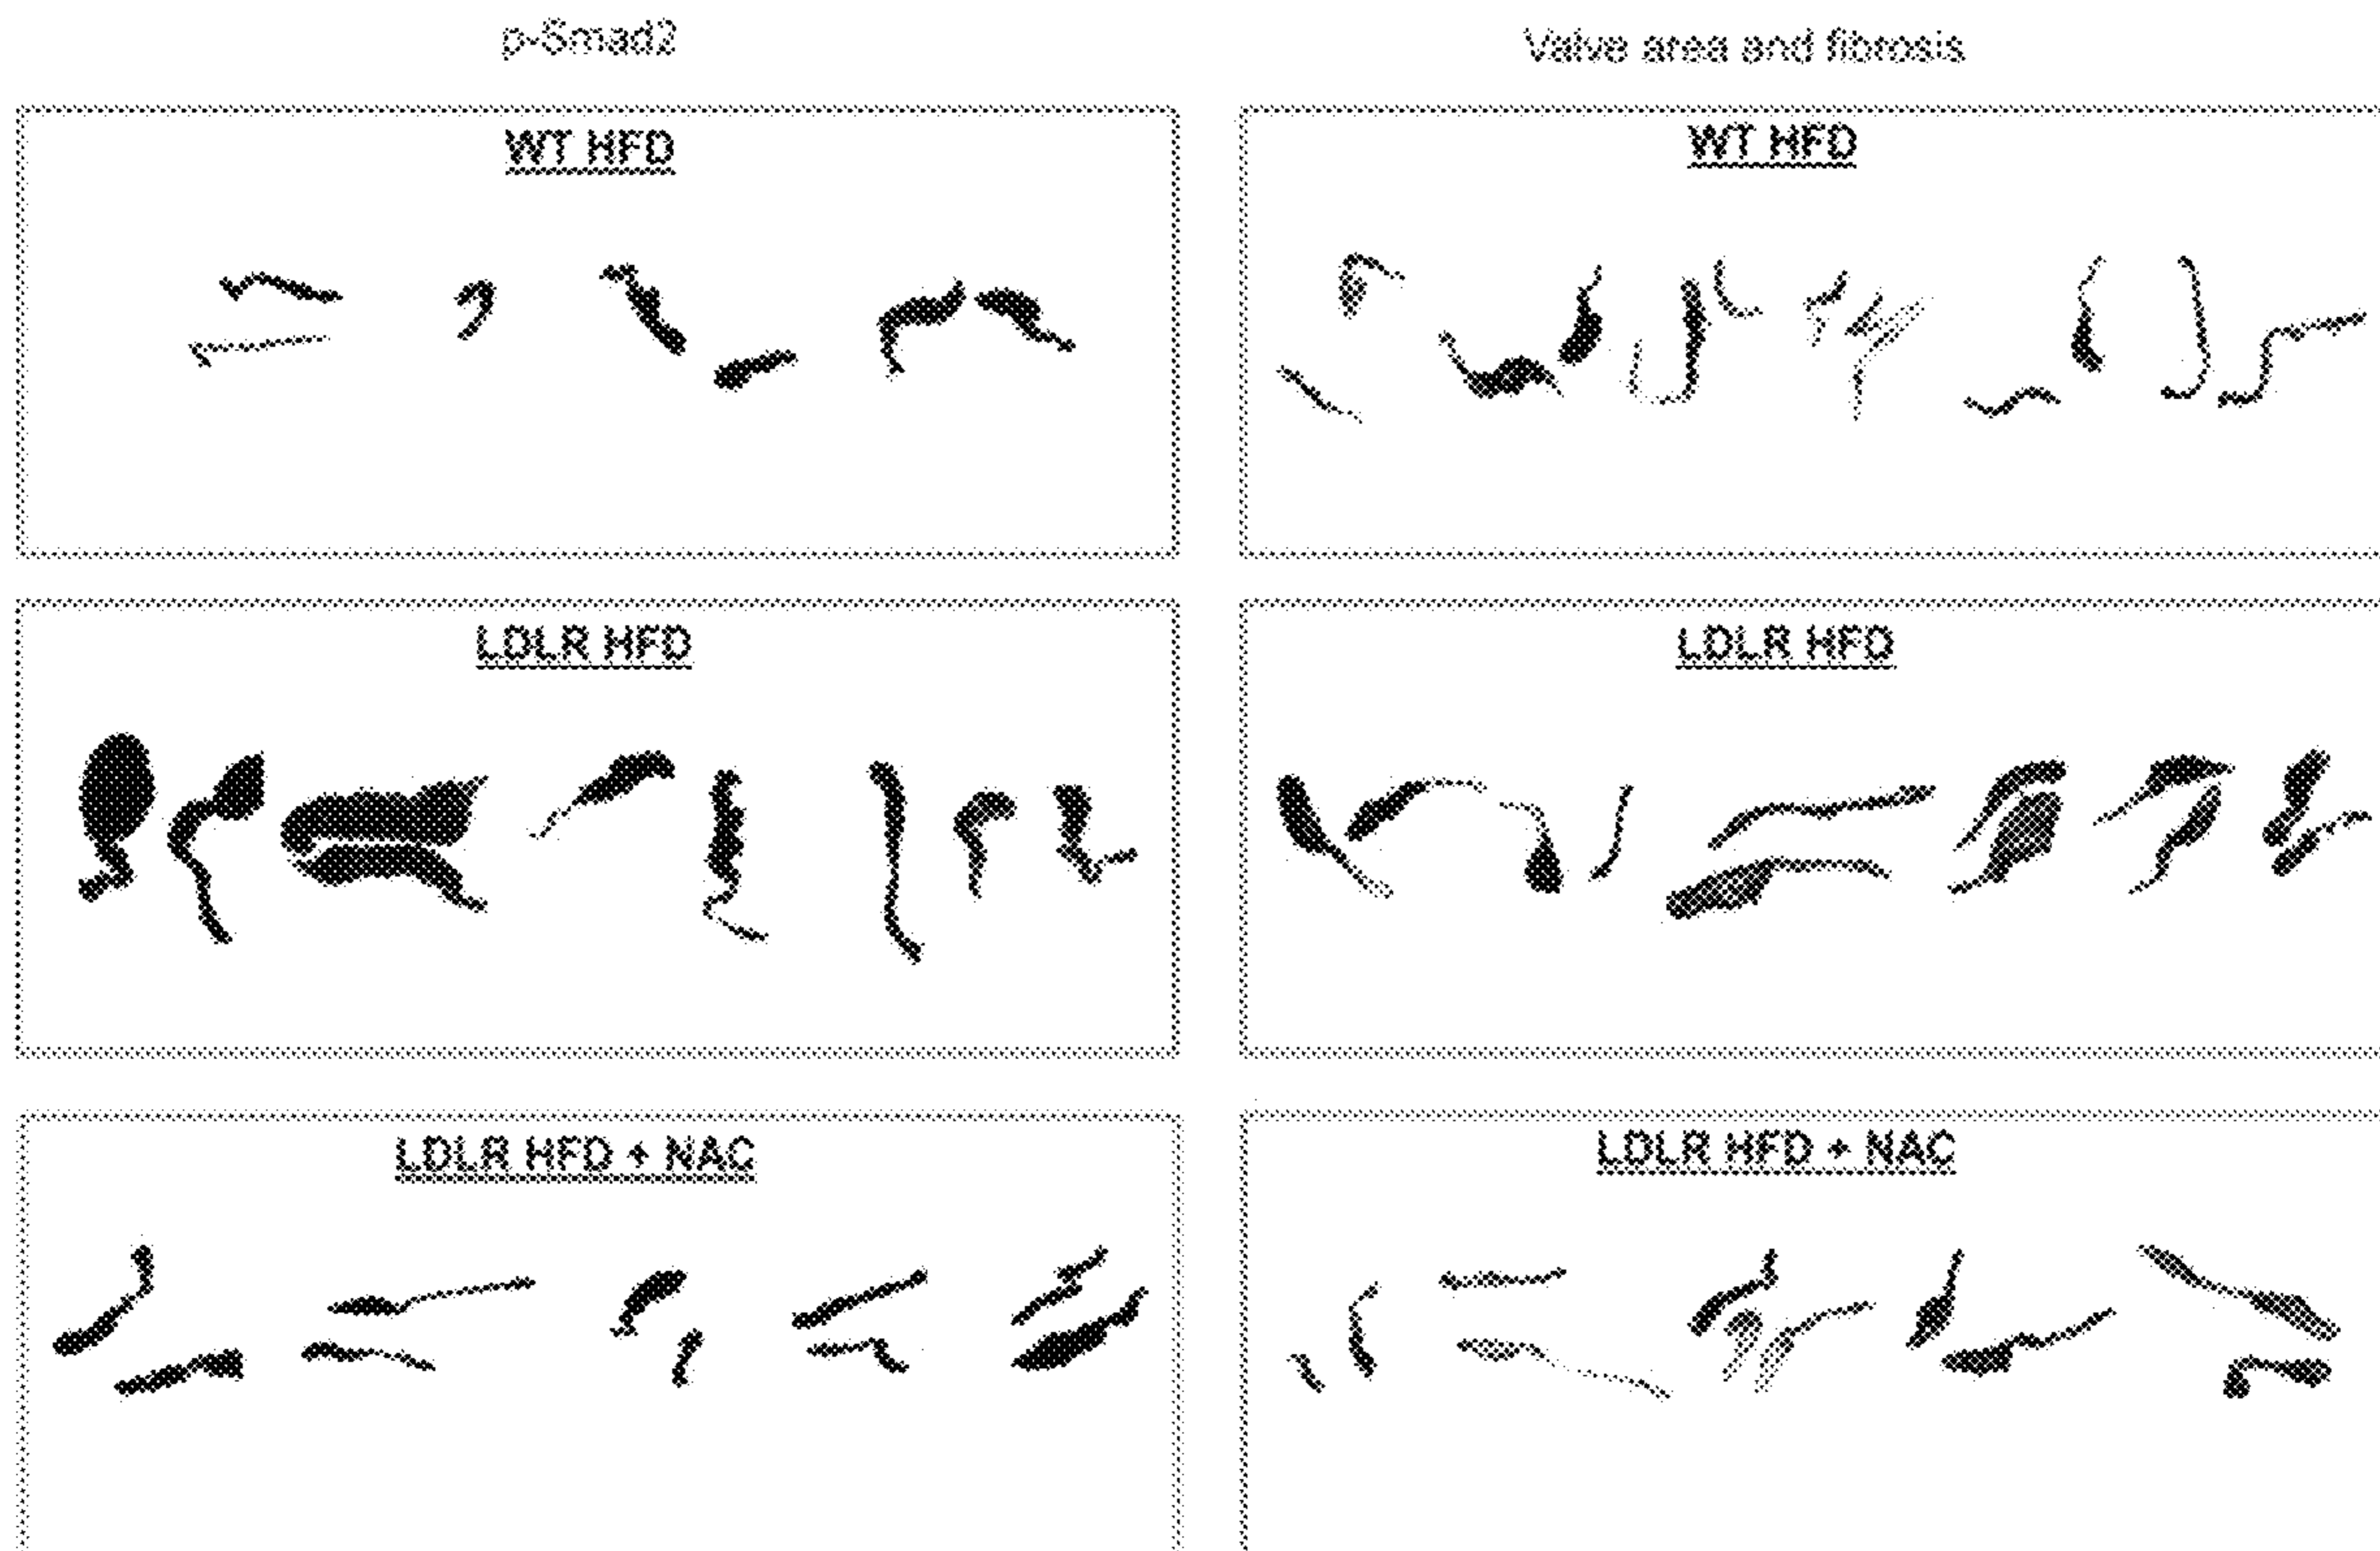 p-Smad2
Valve area and fibrosis
WT HFD
WT HFD
LDLR HFD
LDLR HFD
LDLR HFD + NAC
LDLR HFD + NAC